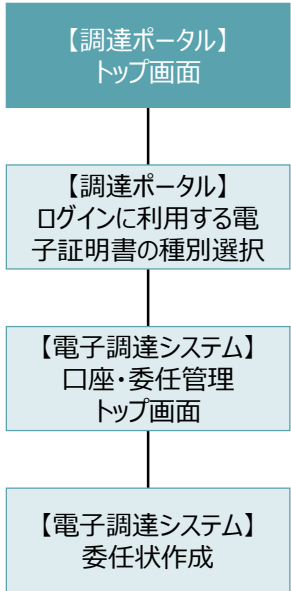 【調達ポータル】
トップ画面
【調達ポータル】
ログインに利用する電
子証明書の種別選択
【電子調達システム】
口座・委任管理
トップ画面
【電子調達システム】
委任状作成